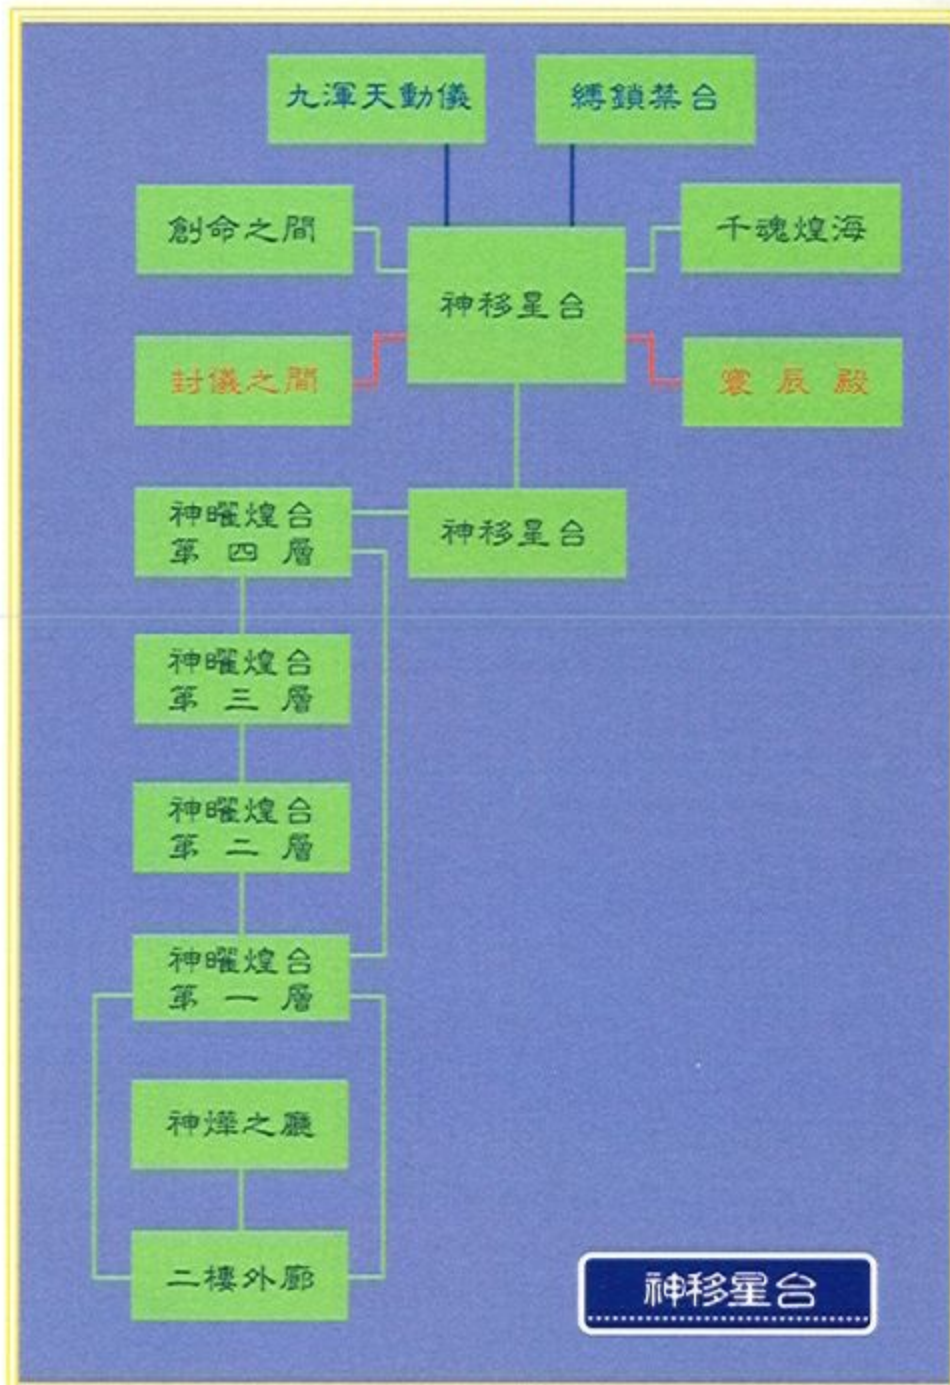 九渾天動儀
縛鎖禁台
創命之間
千魂煌海
神移星台
封儀之間
寰辰殿
神曜煌台
第四層
神移星台
神曜煌台
第三層
神曜煌台
第二層
神曜煌台
第一層
神燁之廳
二樓外廊
神移星台